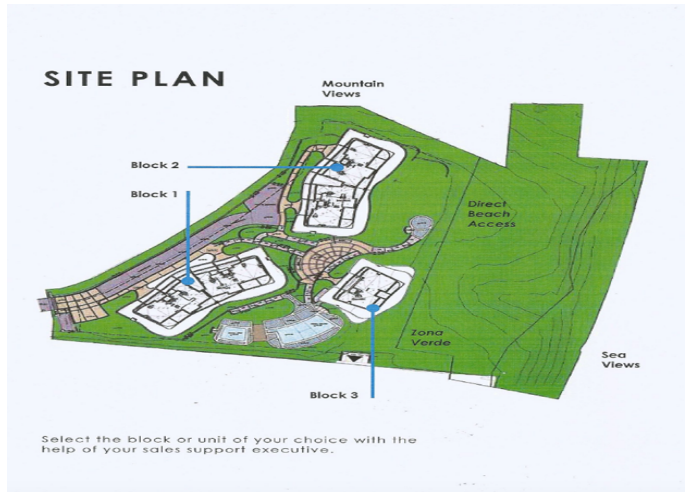 SITE PLAN
Mountain
Views
Block 2
Block 1
Direct
Beach
Access
Zona
Verde
Sea
Views
Block 3
Select the block or unit of your choice with the
help of your sales support executive.